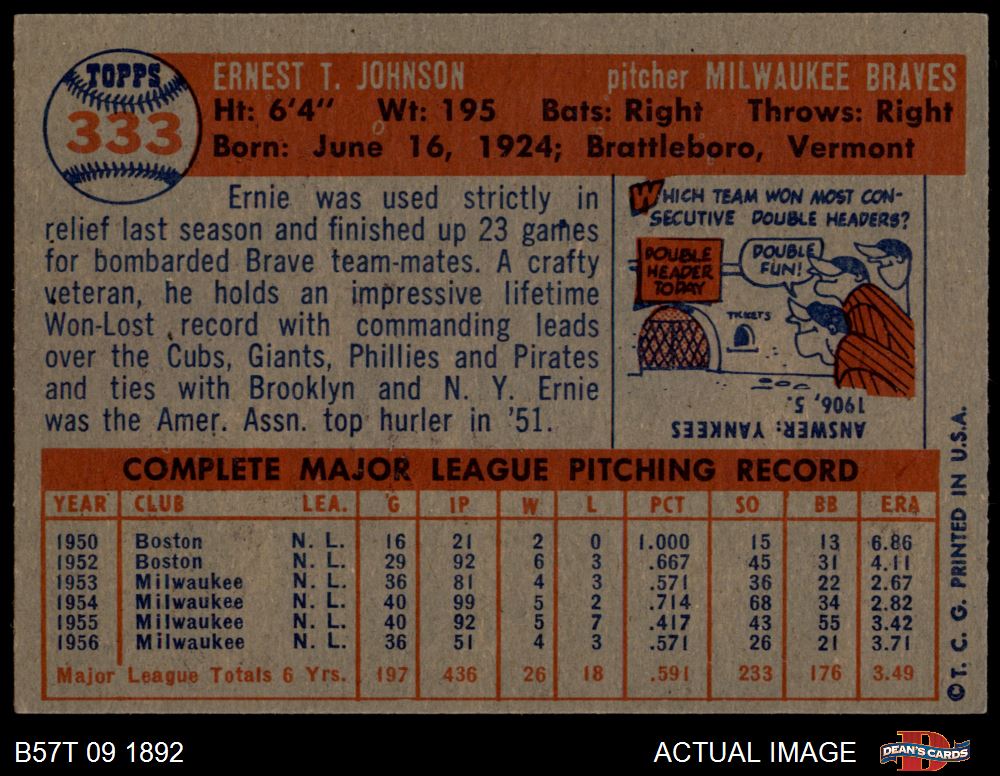 TOPPS
333
ERNEST T. JOHNSON pitcher MILWAUKEE BRAVES
Ht: 6'4" Wt: 195 Bats: Right Throws: Right
Born: June 16, 1924; Brattleboro, Vermont
Ernie was used strictly in
relief last season and finished up 23 games
for bombarded Brave team-mates. A crafty
veteran, he holds an impressive lifetime
Won-Lost record with commanding leads
over the Cubs, Giants, Phillies and Pirates
and ties with Brooklyn and N. Y. Ernie
was the Amer. Assn. top hurler in '51.
WHICH TEAM WON MOST CON-
SECUTIVE DOUBLE HEADERS?
DOUBLE
HEADER
TODAY
DOUBLE
FUN!
TICKETS
ANSWER: YANKEES
1906, 5.
COMPLETE MAJOR LEAGUE PITCHING RECORD
YEAR CLUB LEA. G IP W L PCT SO BB ERA
1950 Boston N. L. 16 21 2 0 1.000 15 13 6.86
1952 Boston N. L. 29 92 6 3 .667 45 31 4.11
1953 Milwaukee N. L. 36 81 4 3 .571 36 22 2.67
1954 Milwaukee N. L. 40 99 5 2 .714 68 34 2.82
1955 Milwaukee N. L. 40 92 5 7 .417 43 55 3.42
1956 Milwaukee N. L. 36 51 4 3 .571 26 21 3.71
Major League Totals 6 Yrs. 197 436 26 18 .591 233 176 3.49
©T. C. G. PRINTED IN U.S.A.
B57T 09 1892 ACTUAL IMAGE DEAN'S CARDS